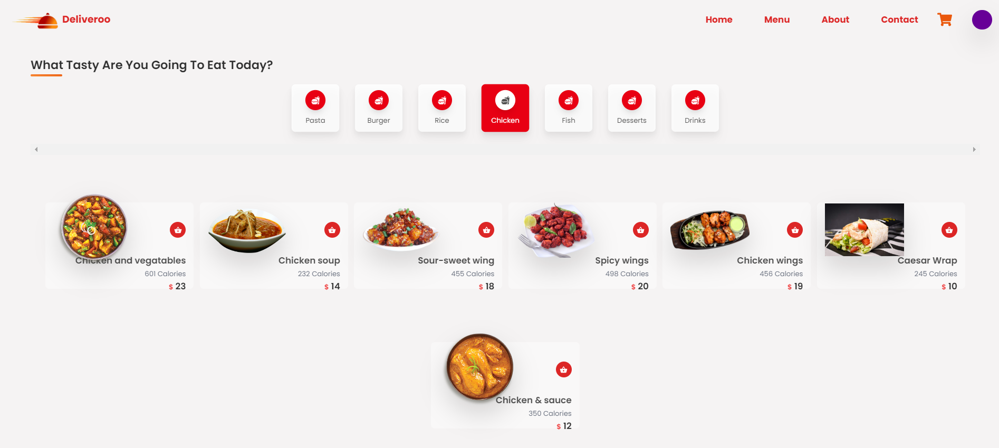 Deliveroo
Home
Menu
About
Contact
What Tasty Are You Going To Eat Today?
Pasta
Burger
Rice
Chicken
Fish
Desserts
Drinks
Chicken and vegatables
601 Calories
$ 23
Chicken soup
232 Calories
$ 14
Sour-sweet wing
455 Calories
$ 18
Spicy wings
498 Calories
$ 20
Chicken wings
456 Calories
$ 19
Caesar Wrap
245 Calories
$ 10
Chicken & sauce
350 Calories
$ 12